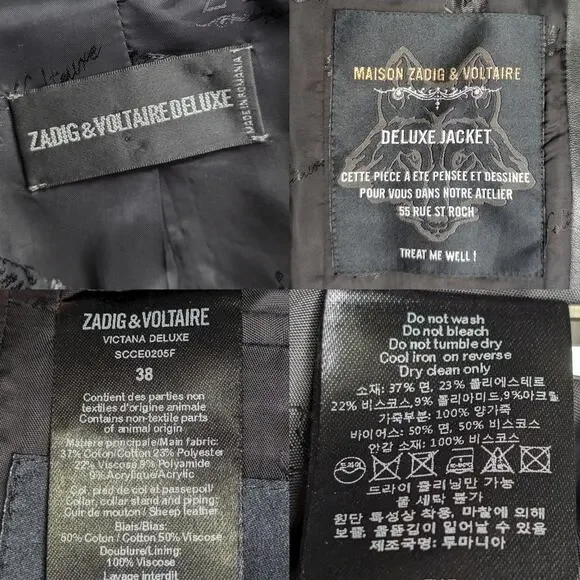 ZADIG&VOLTAIRE DELUXE
MADE IN ROMANIA
MAISON ZADIG & VOLTAIRE
DELUXE JACKET
CETTE PIECE A ETE PENSEE ET DESSINEE
POUR VOUS DANS NOTRE ATELIER
55 RUE ST ROCH
TREAT ME WELL !
ZADIG&VOLTAIRE
VICTANA DELUXE
SCCE0205F
38
Contient des parties non
textiles d'origine animale
Contains non-textile parts
of animal origin
Matière principale/Main fabric:
37% Coton/Cotton 23% Polyester
22% Viscose 9% Polyamide
9% Acrylique/Acrylic
Col, pied de col et passepoil/
Collar, collar stand and piping:
Cuir de mouton / Sheep leather
Biais/Bias:
50% Coton / Cotton 50% Viscose
Doublure/Lining:
100% Viscose
Lavage interdit
Do not wash
Do not bleach
Do not tumble dry
Cool iron on reverse
Dry clean only
소재: 37% 면, 23% 폴리에스테르
22% 비스코스, 9% 폴리아미드, 9%아크릴
가죽부분: 100% 양가죽
바이어스: 50% 면, 50% 비스코스
안감 소재: 100% 비스코스
드라이 클리닝만 가능
물 세탁 불가
원단 특성상 착용, 마찰에 의해
보풀, 올뜯김이 일어날 수 있음
제조국명: 루마니아